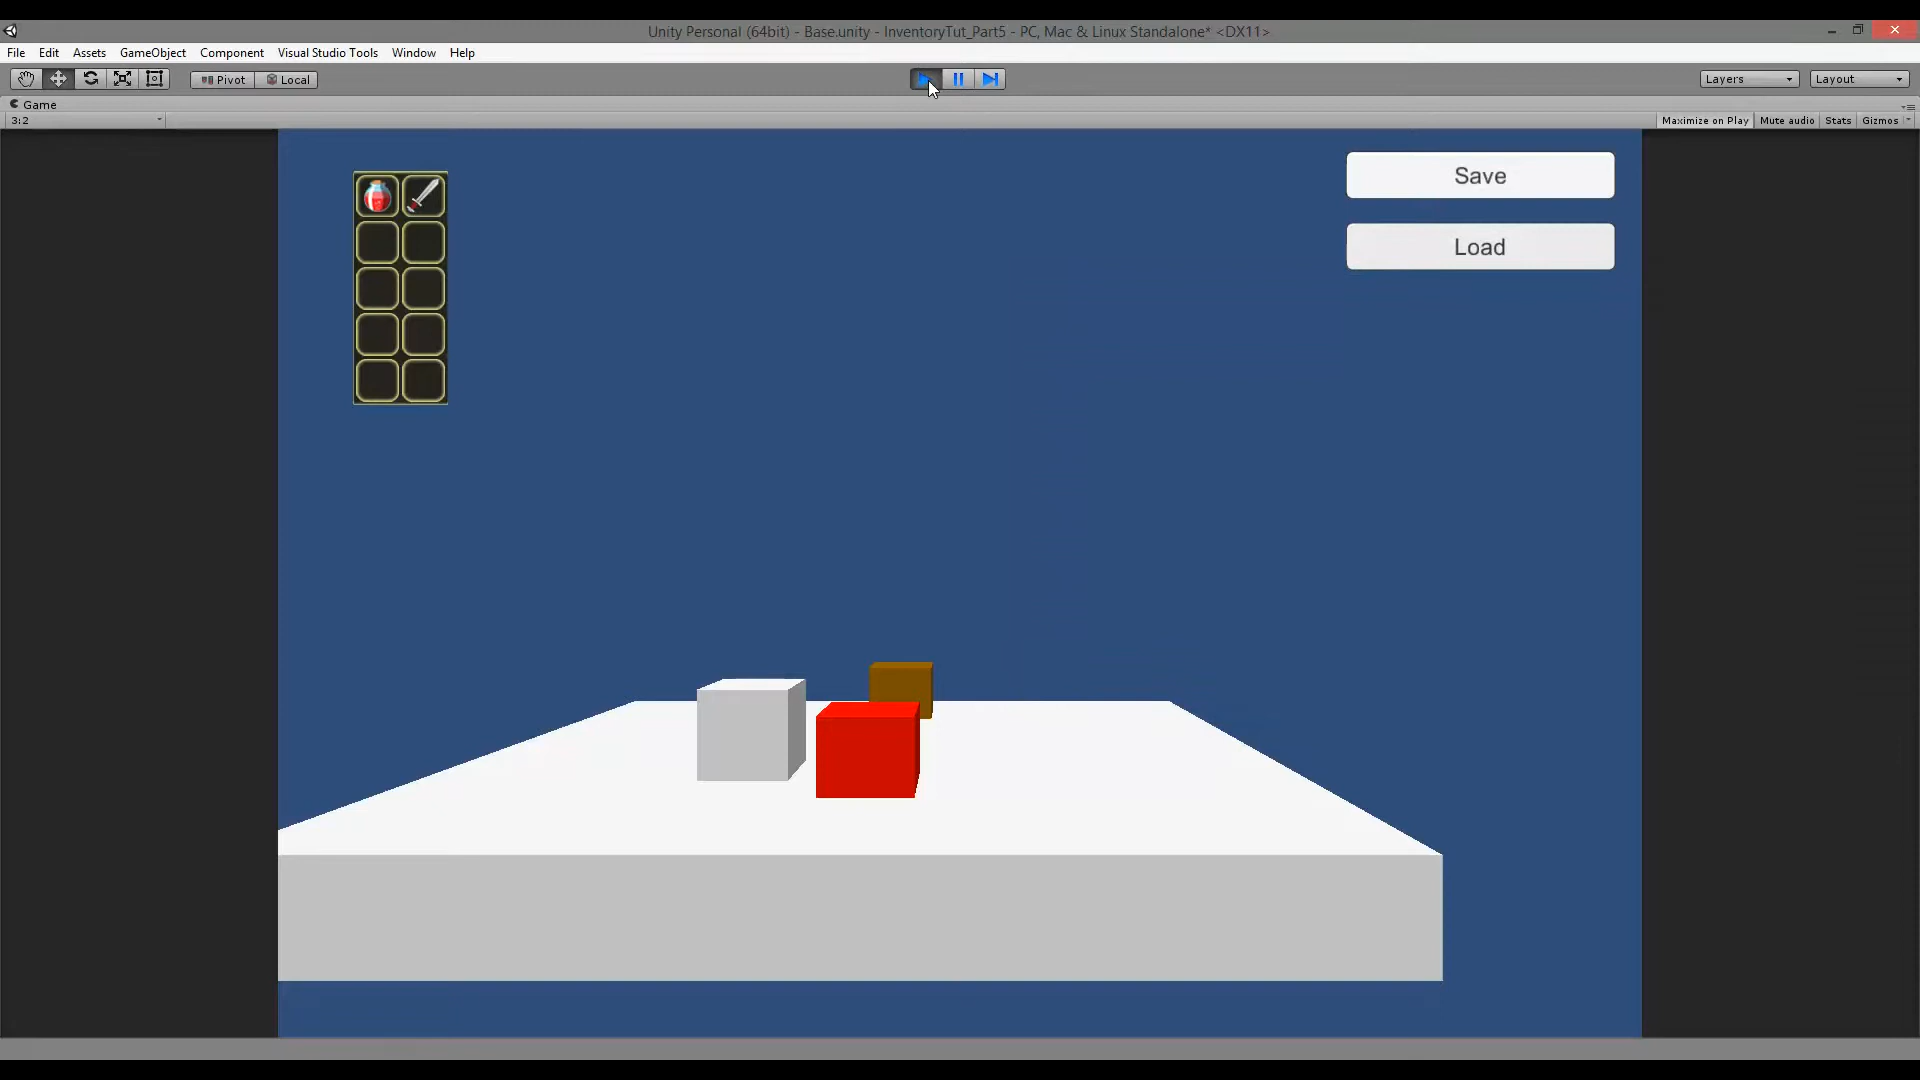 Unity Personal (64bit) - Base.unity - InventoryTut_Part5 - PC, Mac & Linux Standalone* <DX11>
File Edit Assets GameObject Component Visual Studio Tools Window Help
Pivot Local Layers Layout
Game
3:2 Maximize on Play Mute audio Stats Gizmos
Save
Load